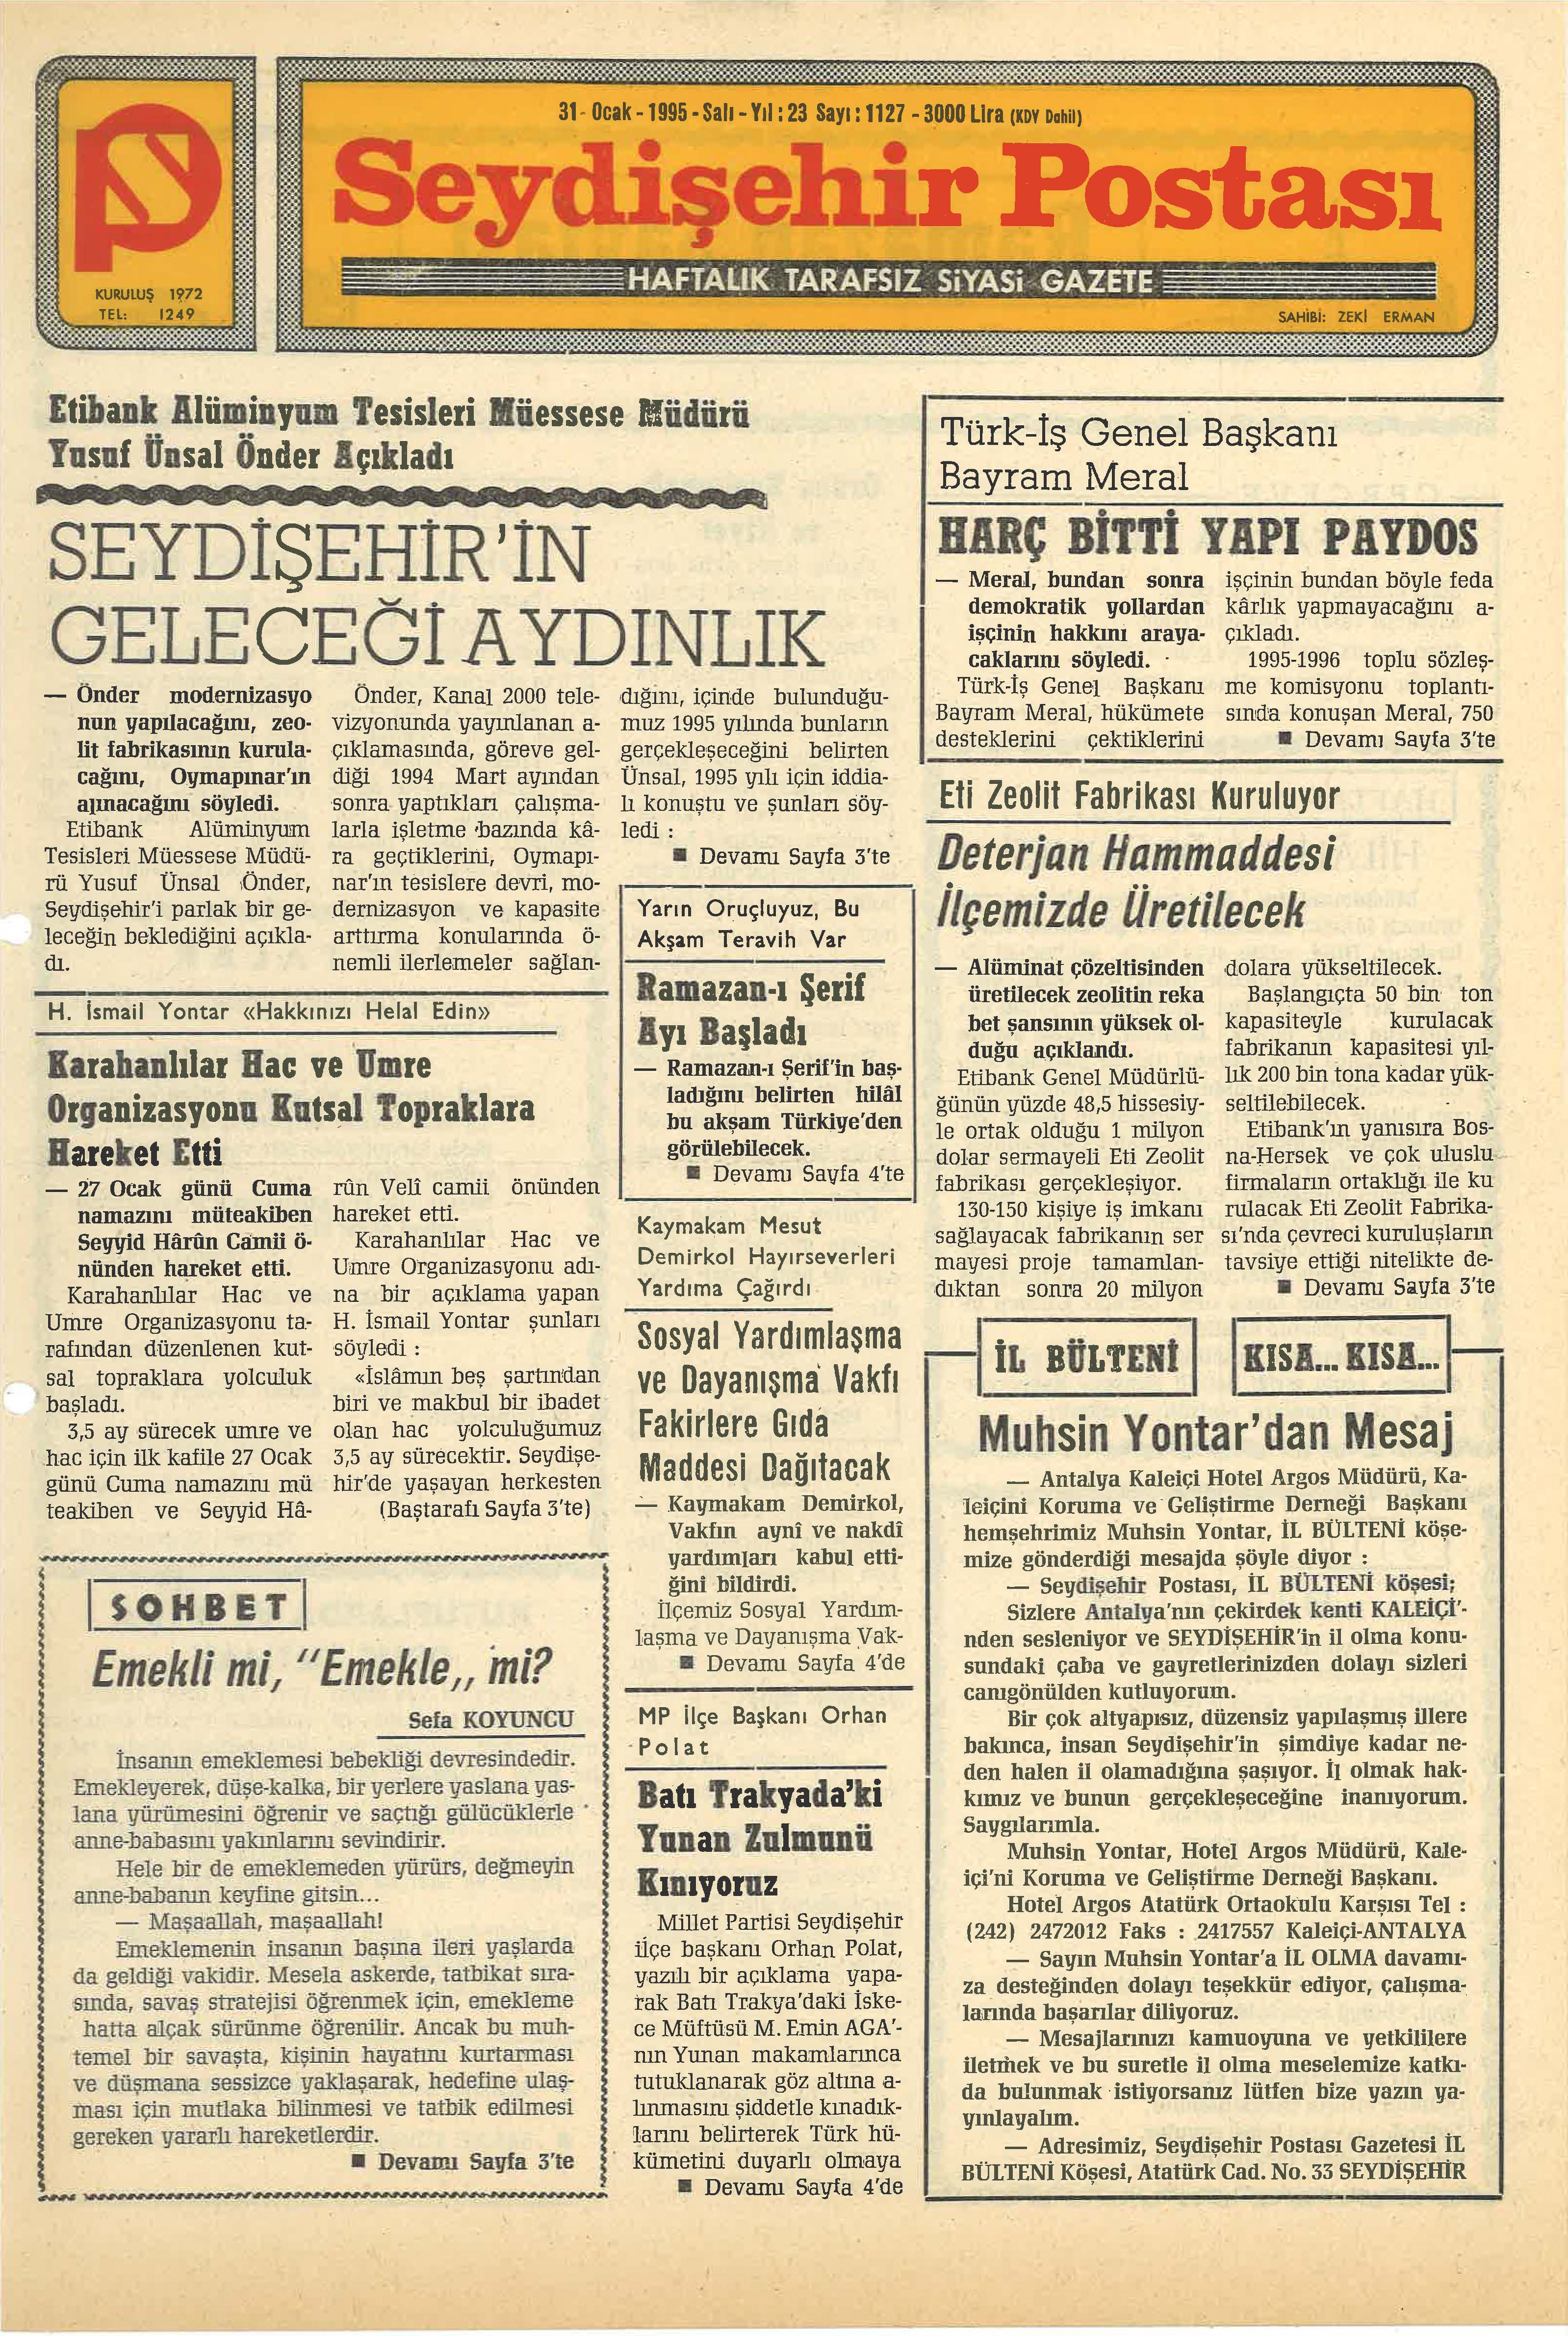 31 - Ocak - 1995 - Salı - Yıl : 23 Sayı : 1127 - 3000 Lira (KDV Dahil)
Seydişehir Postası
HAFTALIK TARAFSIZ SİYASİ GAZETE
KURULUŞ 1972
TEL: 1249
SAHİBİ: ZEKİ ERMAN
Etibank Alüminyum Tesisleri Müessese Müdürü
Yusuf Ünsal Önder Açıkladı
SEYDİŞEHİR'İN
GELECEĞİ AYDINLIK
— Önder modernizasyo
nun yapılacağını, zeo-
lit fabrikasının kurula-
cağını, Oymapınar'ın
alınacağını söyledi.
Etibank Alüminyum
Tesisleri Müessese Müdü-
rü Yusuf Ünsal Önder,
Seydişehir'i parlak bir ge-
leceğin beklediğini açıkla-
dı.
Önder, Kanal 2000 tele-
vizyonunda yayınlanan a-
çıklamasında, göreve gel-
diği 1994 Mart ayından
sonra yaptıkları çalışma-
larla işletme bazında kâ-
ra geçtiklerini, Oymapı-
nar'ın tesislere devri, mo-
dernizasyon ve kapasite
arttırma konularında ö-
nemli ilerlemeler sağlan-
dığını, içinde bulunduğu-
muz 1995 yılında bunların
gerçekleşeceğini belirten
Ünsal, 1995 yılı için iddia-
lı konuştu ve şunları söy-
ledi :
■ Devamı Sayfa 3'te
H. İsmail Yontar «Hakkınızı Helal Edin»
Karahanlılar Hac ve Umre
Organizasyonu Kutsal Topraklara
Hareket Etti
— 27 Ocak günü Cuma
namazını müteakiben
Seyyid Hârûn Camii ö-
nünden hareket etti.
Karahanlılar Hac ve
Umre Organizasyonu ta-
rafından düzenlenen kut-
sal topraklara yolculuk
başladı.
3,5 ay sürecek umre ve
hac için ilk kafile 27 Ocak
günü Cuma namazını mü
teakiben ve Seyyid Hâ-
rûn Velî camii önünden
hareket etti.
Karahanlılar Hac ve
Umre Organizasyonu adı-
na bir açıklama yapan
H. İsmail Yontar şunları
söyledi :
«İslâmın beş şartından
biri ve makbul bir ibadet
olan hac yolculuğumuz
3,5 ay sürecektir. Seydişe-
hir'de yaşayan herkesten
(Baştarafı Sayfa 3'te)
SOHBET
Emekli mi, "Emekle,, mi?
Sefa KOYUNCU
İnsanın emeklemesi bebekliği devresindedir.
Emekleyerek, düşe-kalka, bir yerlere yaslana yas-
lana yürümesini öğrenir ve saçtığı gülücüklerle
anne-babasını yakınlarını sevindirir.
Hele bir de emeklemeden yürürs, değmeyin
anne-babanın keyfine gitsin...
— Maşaallah, maşaallah!
Emeklemenin insanın başına ileri yaşlarda
da geldiği vakidir. Mesela askerde, tatbikat sıra-
sında, savaş stratejisi öğrenmek için, emekleme
hatta alçak sürünme öğrenilir. Ancak bu muh-
temel bir savaşta, kişinin hayatını kurtarması
ve düşmana sessizce yaklaşarak, hedefine ulaş-
ması için mutlaka bilinmesi ve tatbik edilmesi
gereken yararlı hareketlerdir.
■ Devamı Sayfa 3'te
Yarın Oruçluyuz, Bu
Akşam Teravih Var
Ramazan-ı Şerif
Ayı Başladı
— Ramazan-ı Şerif'in baş-
ladığını belirten hilâl
bu akşam Türkiye'den
görülebilecek.
■ Devamı Sayfa 4'te
Kaymakam Mesut
Demirkol Hayırseverleri
Yardıma Çağırdı
Sosyal Yardımlaşma
ve Dayanışma Vakfı
Fakirlere Gıda
Maddesi Dağıtacak
— Kaymakam Demirkol,
Vakfın aynî ve nakdî
yardımları kabul etti-
ğini bildirdi.
İlçemiz Sosyal Yardım-
laşma ve Dayanışma Vak-
■ Devamı Sayfa 4'de
MP İlçe Başkanı Orhan
Polat
Batı Trakyada'ki
Yunan Zulmunü
Kınıyoruz
Millet Partisi Seydişehir
ilçe başkanı Orhan Polat,
yazılı bir açıklama yapa-
rak Batı Trakya'daki İske-
ce Müftüsü M. Emin AGA'-
nın Yunan makamlarınca
tutuklanarak göz altına a-
lınmasını şiddetle kınadık-
larını belirterek Türk hü-
kümetini duyarlı olmaya
■ Devamı Sayfa 4'de
Türk-İş Genel Başkanı
Bayram Meral
HARÇ BİTTİ YAPI PAYDOS
— Meral, bundan sonra
demokratik yollardan
işçinin hakkını araya-
caklarını söyledi.
Türk-İş Genel Başkanı
Bayram Meral, hükümete
desteklerini çektiklerini
işçinin bundan böyle feda
kârlık yapmayacağını a-
çıkladı.
1995-1996 toplu sözleş-
me komisyonu toplantı-
sında konuşan Meral, 750
■ Devamı Sayfa 3'te
Eti Zeolit Fabrikası Kuruluyor
Deterjan Hammaddesi
İlçemizde Üretilecek
— Alüminat çözeltisinden
üretilecek zeolitin reka
bet şansının yüksek ol-
duğu açıklandı.
Etibank Genel Müdürlü-
ğünün yüzde 48,5 hissesiy-
le ortak olduğu 1 milyon
dolar sermayeli Eti Zeolit
fabrikası gerçekleşiyor.
130-150 kişiye iş imkanı
sağlayacak fabrikanın ser
mayesi proje tamamlan-
dıktan sonra 20 milyon
dolara yükseltilecek.
Başlangıçta 50 bin ton
kapasiteyle kurulacak
fabrikanın kapasitesi yıl-
lık 200 bin tona kadar yük-
seltilebilecek.
Etibank'ın yanısıra Bos-
na-Hersek ve çok uluslu
firmaların ortaklığı ile ku
rulacak Eti Zeolit Fabrika-
sı'nda çevreci kuruluşların
tavsiye ettiği nitelikte de-
■ Devamı Sayfa 3'te
İL BÜLTENİ
KISA... KISA...
Muhsin Yontar'dan Mesaj
— Antalya Kaleiçi Hotel Argos Müdürü, Ka-
leiçini Koruma ve Geliştirme Derneği Başkanı
hemşehrimiz Muhsin Yontar, İL BÜLTENİ köşe-
mize gönderdiği mesajda şöyle diyor :
— Seydişehir Postası, İL BÜLTENİ köşesi;
Sizlere Antalya'nın çekirdek kenti KALEİÇİ'-
nden sesleniyor ve SEYDİŞEHİR'in il olma konu-
sundaki çaba ve gayretlerinizden dolayı sizleri
canıgönülden kutluyorum.
Bir çok altyapısız, düzensiz yapılaşmış illere
bakınca, insan Seydişehir'in şimdiye kadar ne-
den halen il olamadığına şaşıyor. İl olmak hak-
kımız ve bunun gerçekleşeceğine inanıyorum.
Saygılarımla.
Muhsin Yontar, Hotel Argos Müdürü, Kale-
içi'ni Koruma ve Geliştirme Derneği Başkanı.
Hotel Argos Atatürk Ortaokulu Karşısı Tel :
(242) 2472012 Faks : 2417557 Kaleiçi-ANTALYA
— Sayın Muhsin Yontar'a İL OLMA davamı-
za desteğinden dolayı teşekkür ediyor, çalışma-
larında başarılar diliyoruz.
— Mesajlarınızı kamuoyuna ve yetkililere
iletmek ve bu suretle il olma meselemize katkı-
da bulunmak istiyorsanız lütfen bize yazın ya-
yınlayalım.
— Adresimiz, Seydişehir Postası Gazetesi İL
BÜLTENİ Köşesi, Atatürk Cad. No. 33 SEYDİŞEHİR